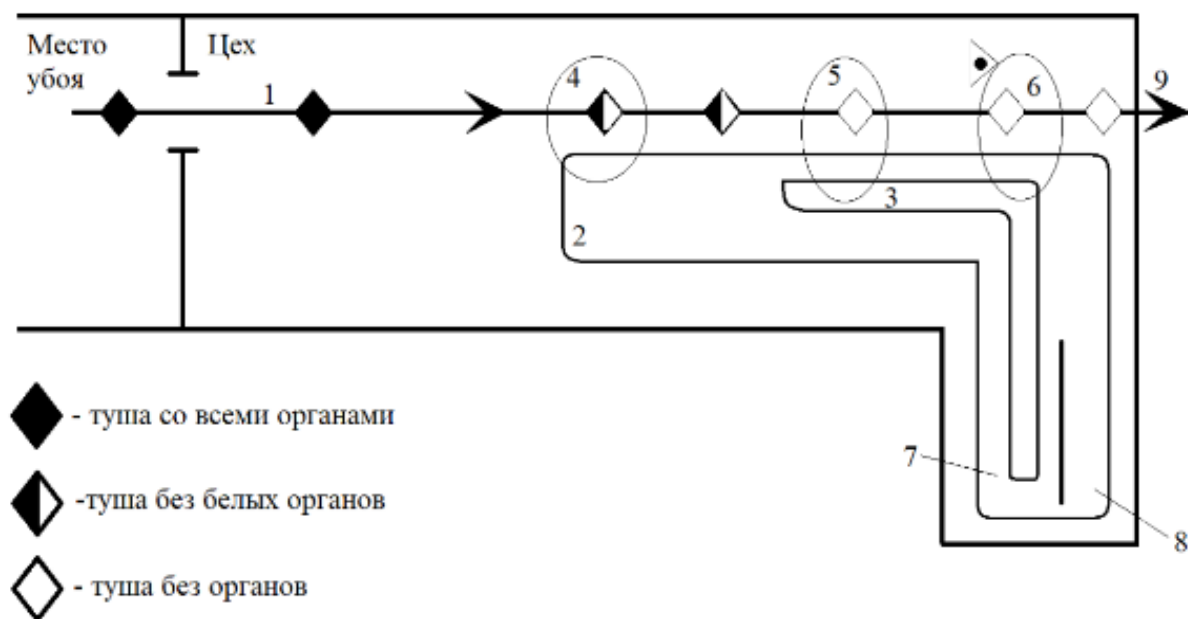 Место
убоя
Цех
1
4
5
6
9
2
3
7
8
- туша со всеми органами
-туша без белых органов
- туша без органов